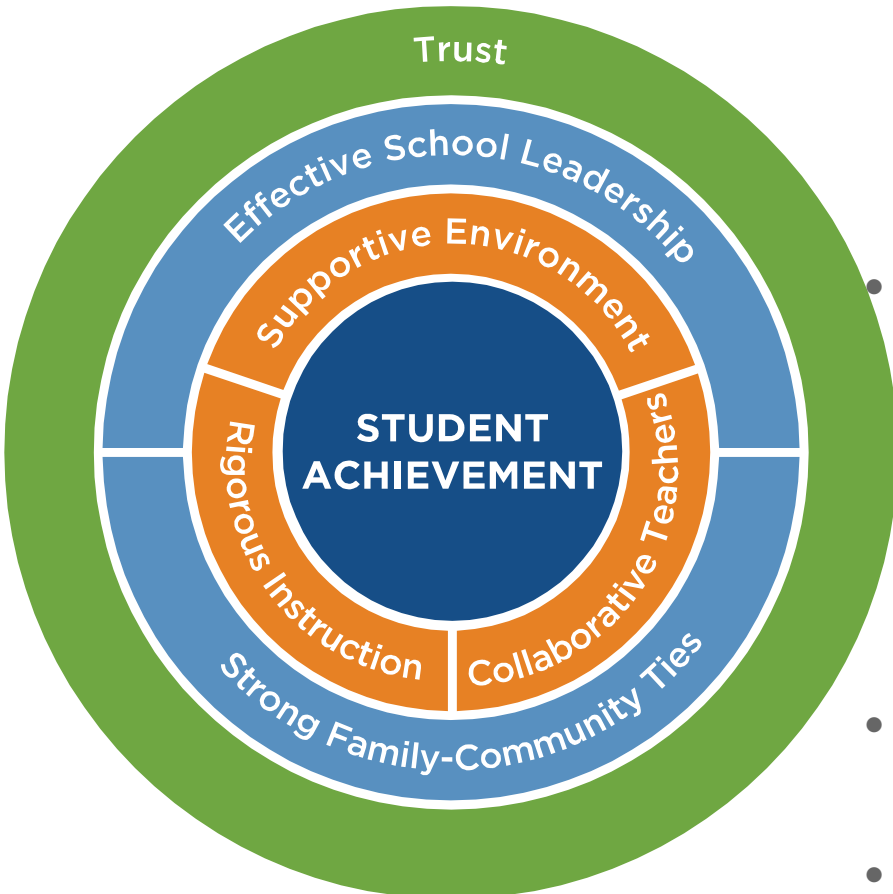 Trust
Effective School Leadership
Supportive Environment
STUDENT
ACHIEVEMENT
Rigorous Instruction
Collaborative Teachers
Strong Family-Community Ties